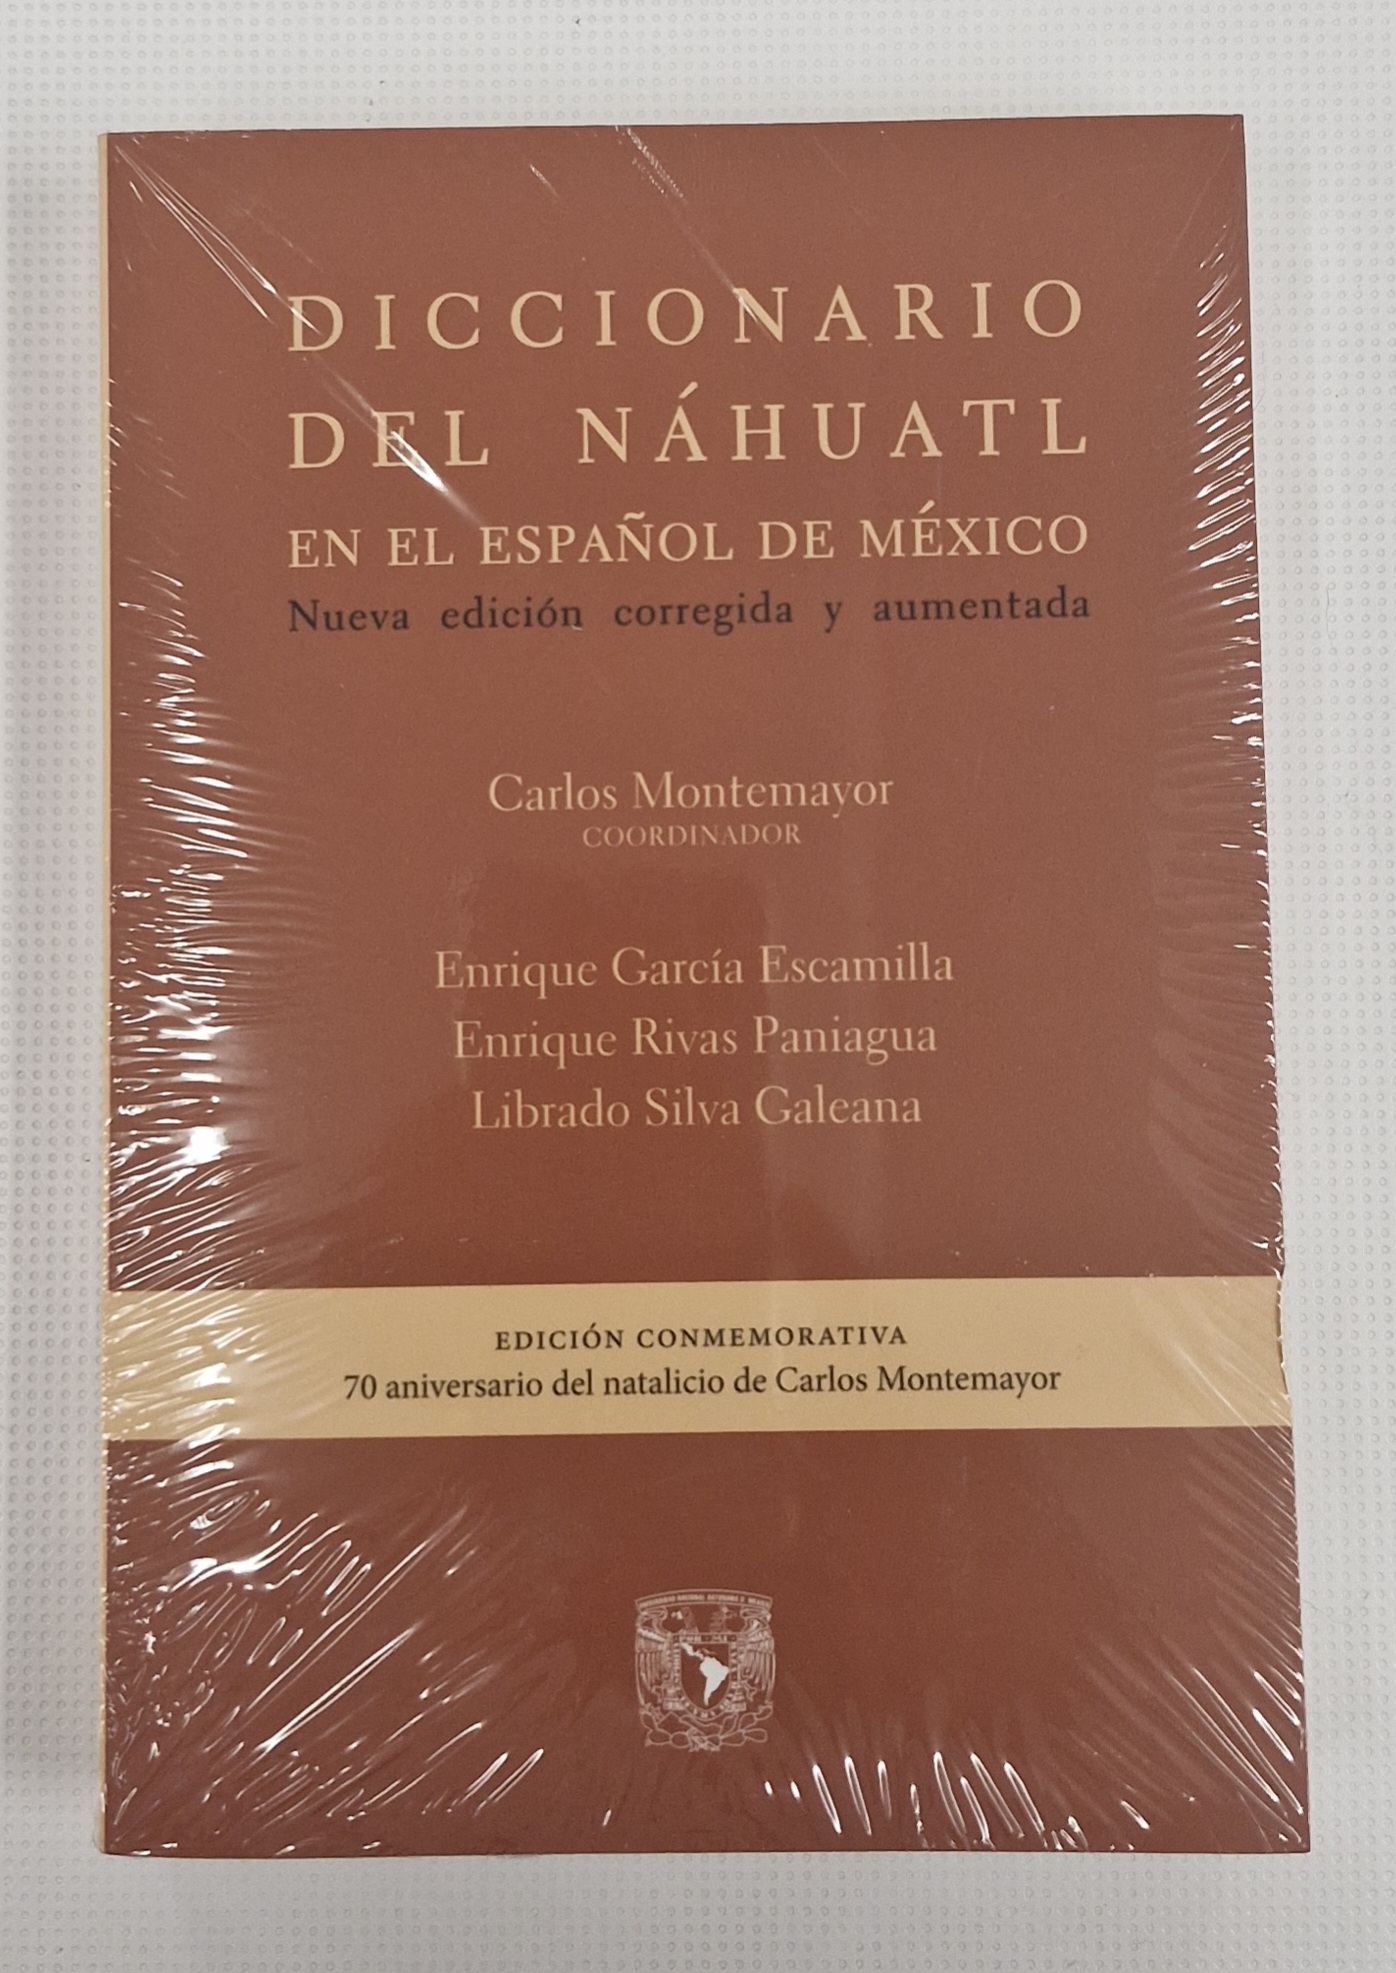 DICCIONARIO
DEL NÁHUATL
EN EL ESPAÑOL DE MÉXICO
Nueva edición corregida y aumentada
Carlos Montemayor
COORDINADOR
Enrique García Escamilla
Enrique Rivas Paniagua
Librado Silva Galeana
EDICIÓN CONMEMORATIVA
70 aniversario del natalicio de Carlos Montemayor